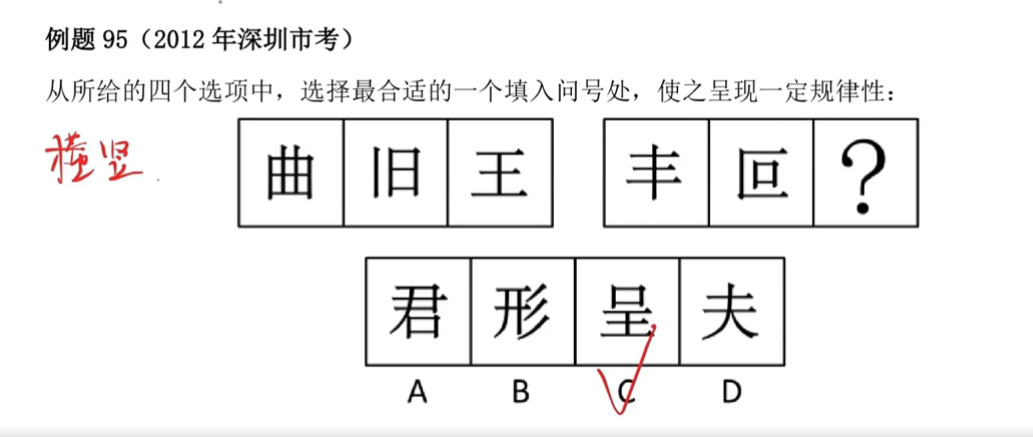 例题 95（2012 年深圳市考）
从所给的四个选项中，选择最合适的一个填入问号处，使之呈现一定规律性：
横竖
曲 旧 王 丰 叵 ?
君 形 呈 夫
A B C D